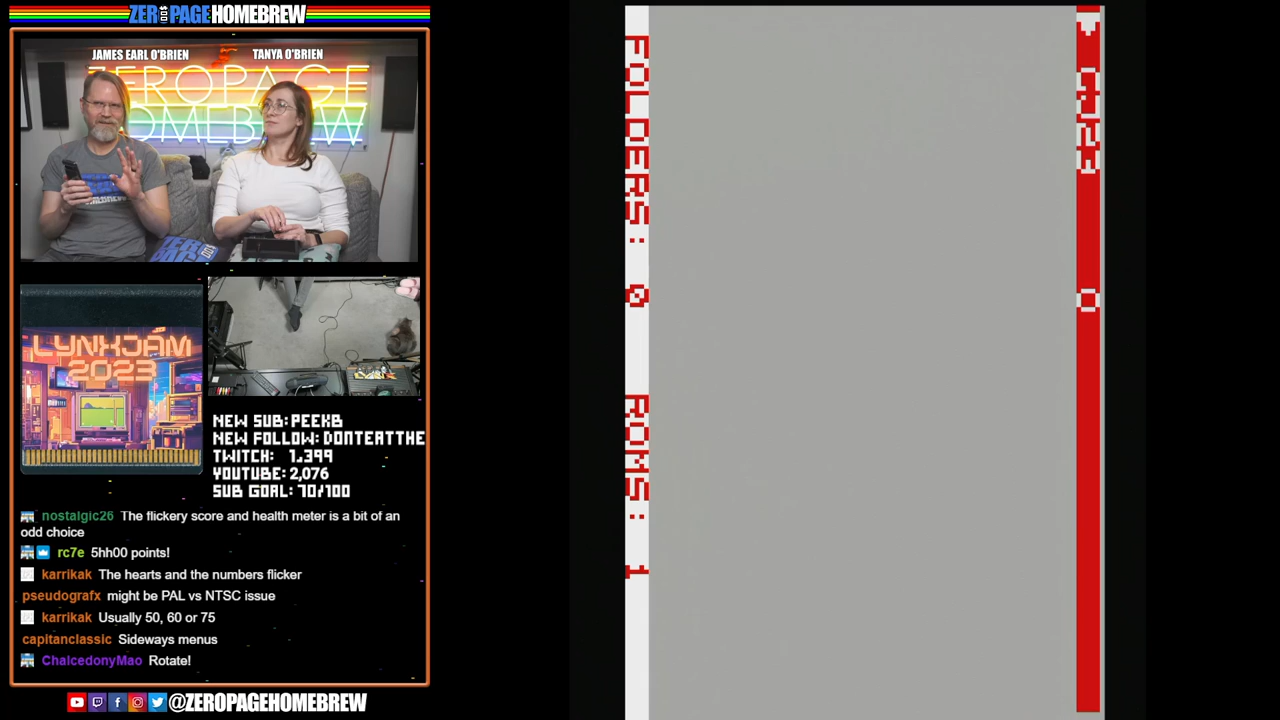 ZEROPAGE HOMEBREW
JAMES EARL O'BRIEN
TANYA O'BRIEN
ZEROPAGE
HOMEBREW
LYNXJAM
2023
NEW SUB: PEEKB
NEW FOLLOW: DONTEATTHE
TWITCH: 1,399
YOUTUBE: 2,076
SUB GOAL: 70/100
nostalgic26 The flickery score and health meter is a bit of an
odd choice
rc7e 5hh00 points!
karrikak The hearts and the numbers flicker
pseudografx might be PAL vs NTSC issue
karrikak Usually 50, 60 or 75
capitanclassic Sideways menus
ChalcedonyMao Rotate!
@ZEROPAGEHOMEBREW
FOLDERS: 0 ROMS: 1